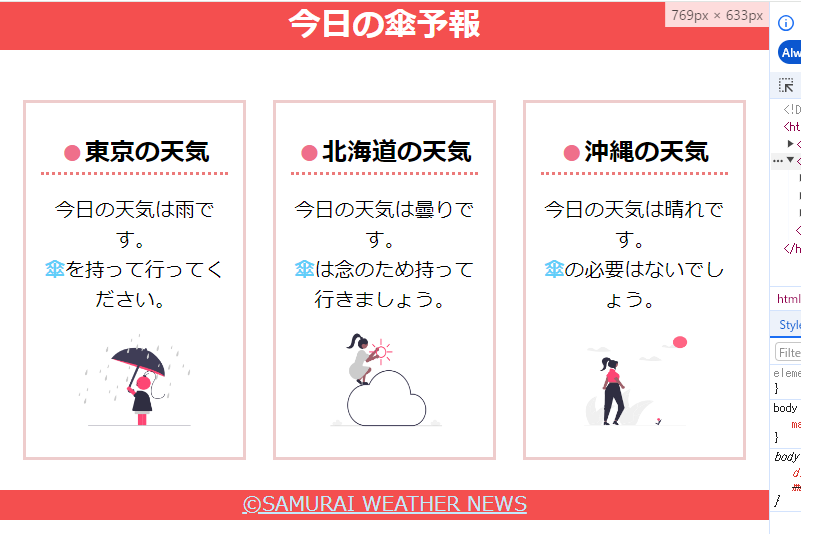 今日の傘予報
769px × 633px
東京の天気
今日の天気は雨で
す。
傘を持って行ってく
ださい。
北海道の天気
今日の天気は曇りで
す。
傘は念のため持って
行きましょう。
沖縄の天気
今日の天気は晴れで
す。
傘の必要はないでし
ょう。
©SAMURAI WEATHER NEWS
Alw
<!D
<ht
<
<
</h
html
Style
Filte
eleme
}
body
ma
}
body
d
}